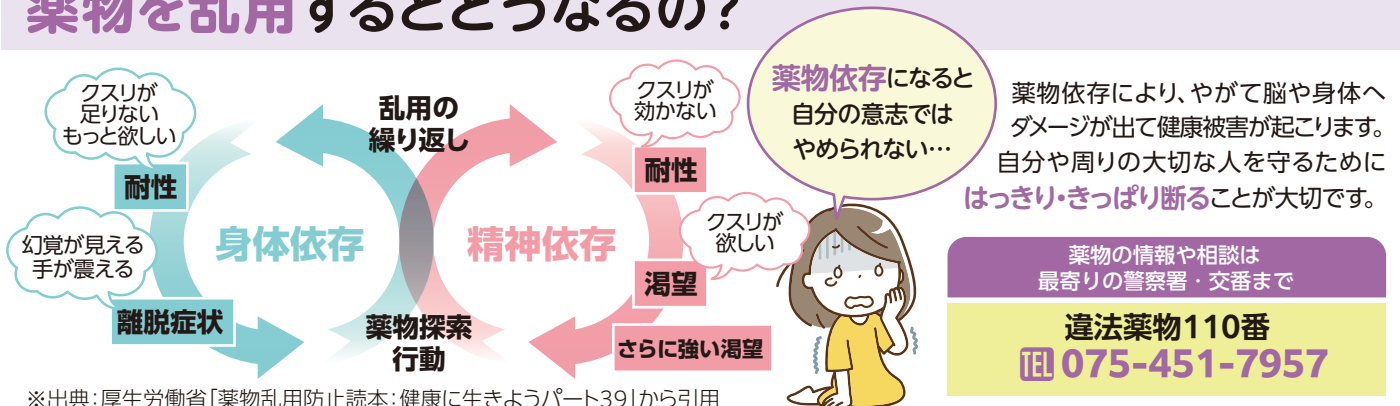 薬物を乱用するとどうなるの?
クスリが
足りない
もっと欲しい
耐性
幻覚が見える
手が震える
離脱症状
身体依存
乱用の
繰り返し
薬物探索
行動
精神依存
クスリが
効かない
耐性
クスリが
欲しい
渇望
さらに強い渇望
薬物依存になると
自分の意志では
やめられない…
薬物依存により、やがて脳や身体へ
ダメージが出て健康被害が起こります。
自分や周りの大切な人を守るために
はっきり・きっぱり断ることが大切です。
薬物の情報や相談は
最寄りの警察署・交番まで
違法薬物110番
TEL 075-451-7957
※出典:厚生労働省「薬物乱用防止読本:健康に生きようパート39」から引用